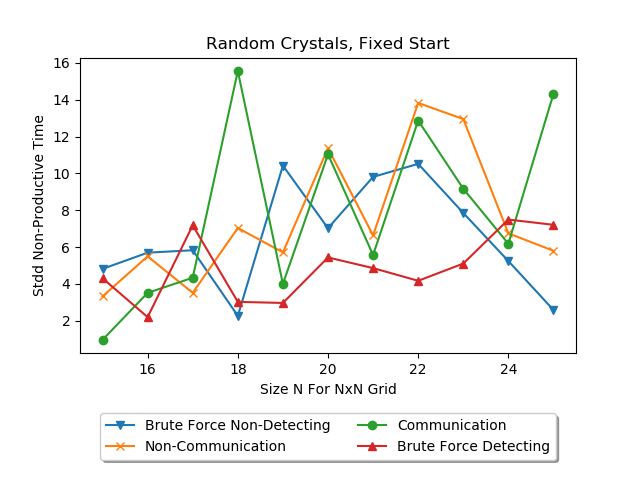 Random Crystals, Fixed Start
Stdd Non-Productive Time
16
14
12
10
8
6
4
2
16 18 20 22 24
Size N For NxN Grid
Brute Force Non-Detecting
Non-Communication
Communication
Brute Force Detecting